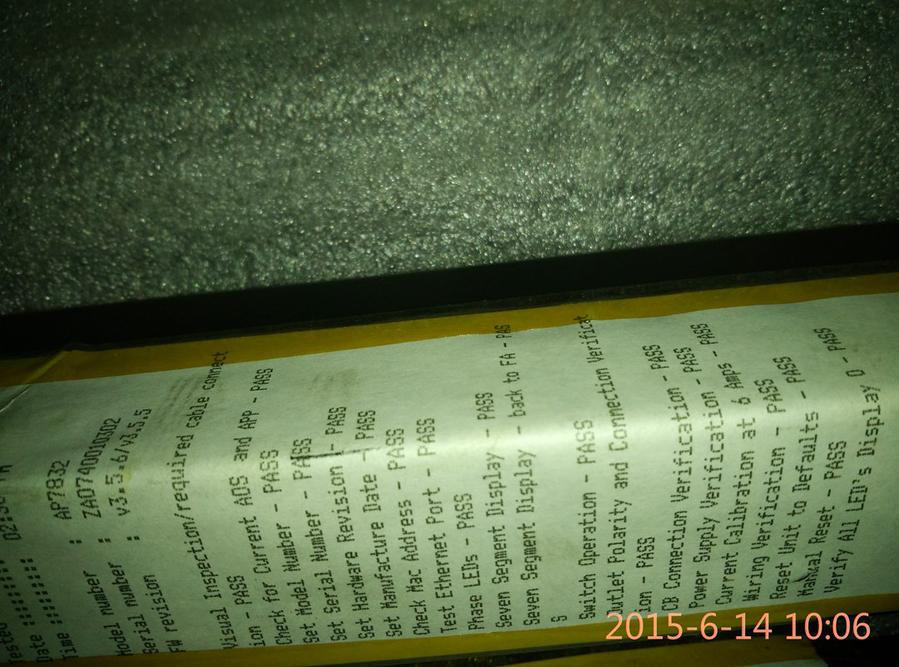 Date :
Time :
Model number : AP7832
Serial number : ZA0740010302
FW revision : v3.5.6/v3.5.5
Visual Inspection/required cable connect
ion - PASS
Check for Current AOS and APP - PASS
Set Model Number - PASS
Set Serial Number - PASS
Set Hardware Revision - PASS
Set Manufacture Date - PASS
Check Mac Address - PASS
Test Ethernet Port - PASS
Phase LEDs - PASS
Seven Segment Display - PASS
Seven Segment Display - back to FA - PAS
S
Switch Operation - PASS
Outlet Polarity and Connection Verificat
ion - PASS
CB Connection Verification - PASS
Power Supply Verification - PASS
Current Calibration at 6 Amps - PASS
Wiring Verification - PASS
Reset Unit to Defaults - PASS
Manual Reset - PASS
Verify All LED's Display 0 - PASS
2015-6-14 10:06